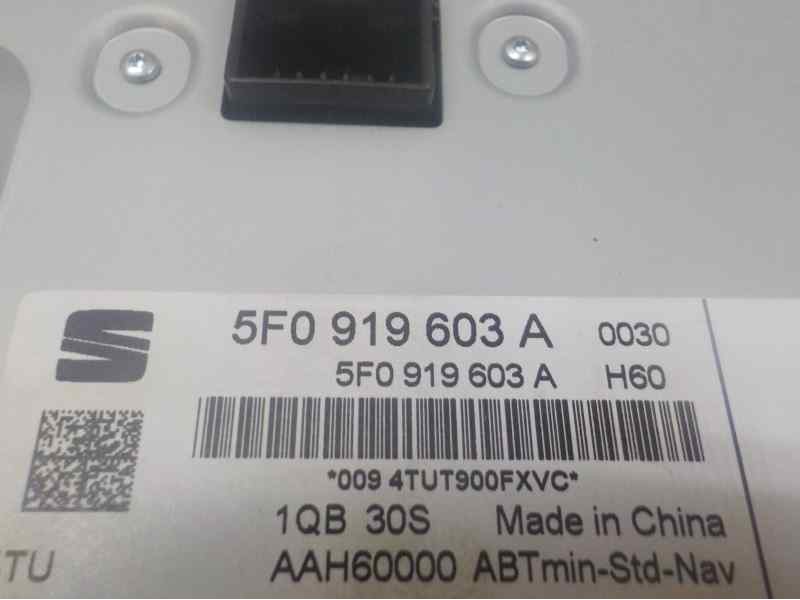 5F0 919 603 A 0030
5F0 919 603 A H60
*009 4TUT900FXVC*
1QB 30S Made in China
TU AAH60000 ABTmin-Std-Nav